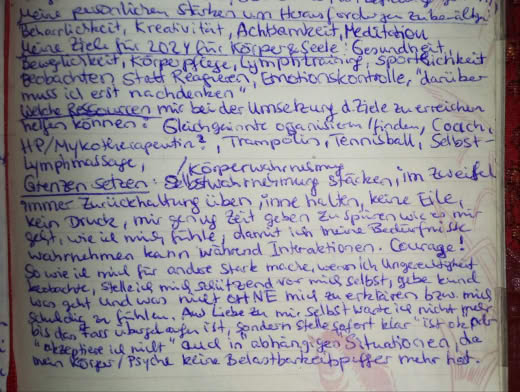 Meine persönlichen Stärken um Herausforderungen zu bewältigen
Beharrlichkeit, Kreativität, Achtsamkeit, Meditation
Meine Ziele für 2024 für Körper & Seele: Gesundheit,
Beweglichkeit, Körperpflege, Lymphtraining, Sportlichkeit
Beobachten statt Reagieren, Emotionskontrolle, "darüber
muss ich erst nachdenken"
Welche Ressourcen mir bei der Umsetzung d. Ziele zu erreichen
helfen können? Gleichgesinnte organisieren/finden, Coach,
HP/Mykotherapeutin?, Trampolin, Tennisball, Selbst-
Lymphmassage,
/Körperwahrnehmung
Grenzen setzen: Selbstwahrnehmung stärken, im Zweifel
immer Zurückhaltung üben, inne halten, keine Eile,
kein Druck, mir genug Zeit geben zu spüren wie es mir
geht, wie ich mich fühle, damit ich meine Bedürfnisse
wahrnehmen kann während Interaktionen. Courage!
So wie ich mich für andere stark mache, wenn ich Ungerechtigkeit
beobachte, stelle ich mich schützend vor mich selbst, gebe kund
was geht und was nicht OHNE mich zu erklären bzw. mich
schuldig zu fühlen. Aus Liebe zu mir selbst warte ich nicht mehr
bis das Fass ist, sondern stelle sofort klar "ist ok" oder
"akzeptiere ich nicht" auch in abhängigen Situationen, da
mein Körper/Psyche keine Belastbarkeitspuffer mehr hat.